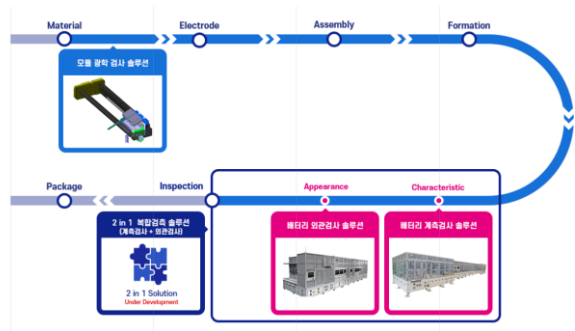 Material
Electrode
Assembly
Formation
모듈 광학 검사 솔루션
Package
Inspection
Appearance
Characteristic
2 in 1 복합검측 솔루션
(계측검사 + 외관검사)
2 in 1 Solution
Under Development
배터리 외관검사 솔루션
배터리 계측검사 솔루션